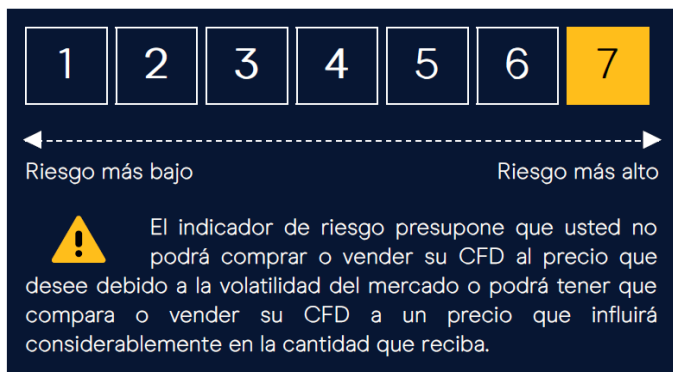 1 2 3 4 5 6 7
Riesgo más bajo Riesgo más alto
El indicador de riesgo presupone que usted no
podrá comprar o vender su CFD al precio que
desee debido a la volatilidad del mercado o podrá tener que
compara o vender su CFD a un precio que influirá
considerablemente en la cantidad que reciba.